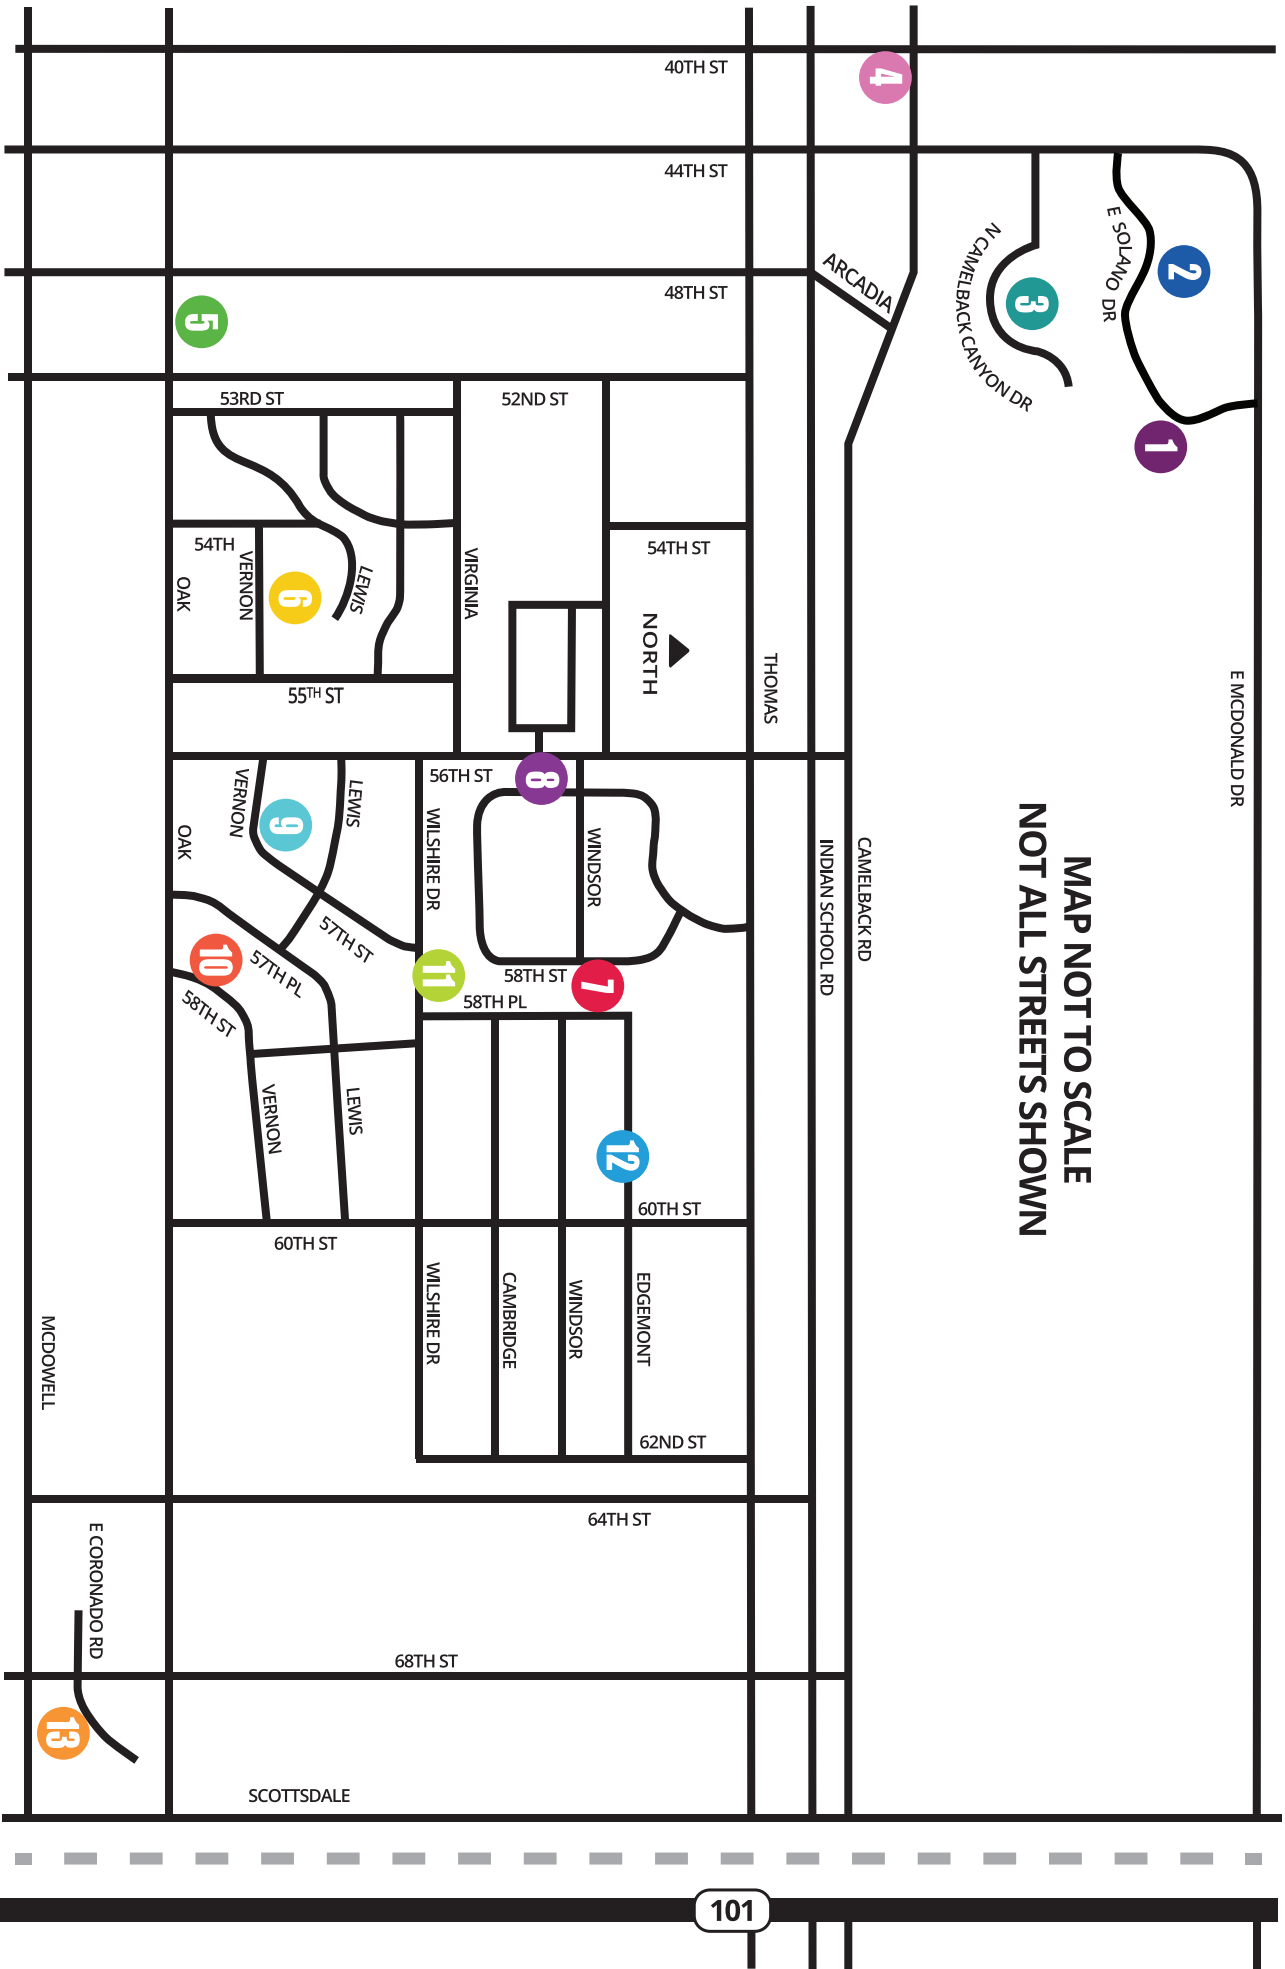 40TH ST
4
44TH ST
E SOLANO DR
2
N CAMELBACK CANYON DR
3
ARCADIA
48TH ST
5
53RD ST
52ND ST
1
54TH
54TH ST
VERNON
OAK
6
LEWIS
VIRGINIA
NORTH
THOMAS
E MCDONALD DR
55TH ST
56TH ST
8
VERNON
LEWIS
9
OAK
WILSHIRE DR
WINDSOR
INDIAN SCHOOL RD
CAMELBACK RD
MAP NOT TO SCALE
NOT ALL STREETS SHOWN
57TH ST
10
57TH PL
58TH ST
11
58TH ST
7
58TH PL
VERNON
LEWIS
12
60TH ST
60TH ST
WILSHIRE DR
CAMBRIDGE
WINDSOR
EDGEMONT
MCDOWELL
62ND ST
64TH ST
E CORONADO RD
68TH ST
13
SCOTTSDALE
101